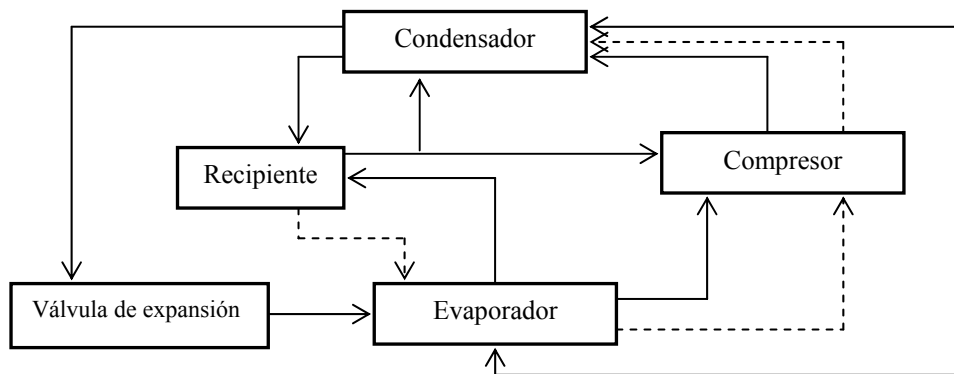 Condensador
Recipiente
Compresor
Válvula de expansión
Evaporador